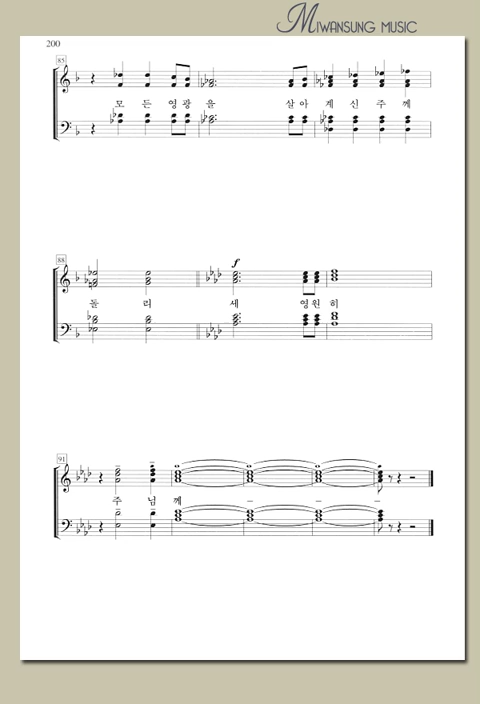 MIWANSUNG MUSIC
200
85
모 든 영 광 을 살 아 계 신 주 께
88
f
돌 리 세 영 원 히
91
주 님 께 – – –